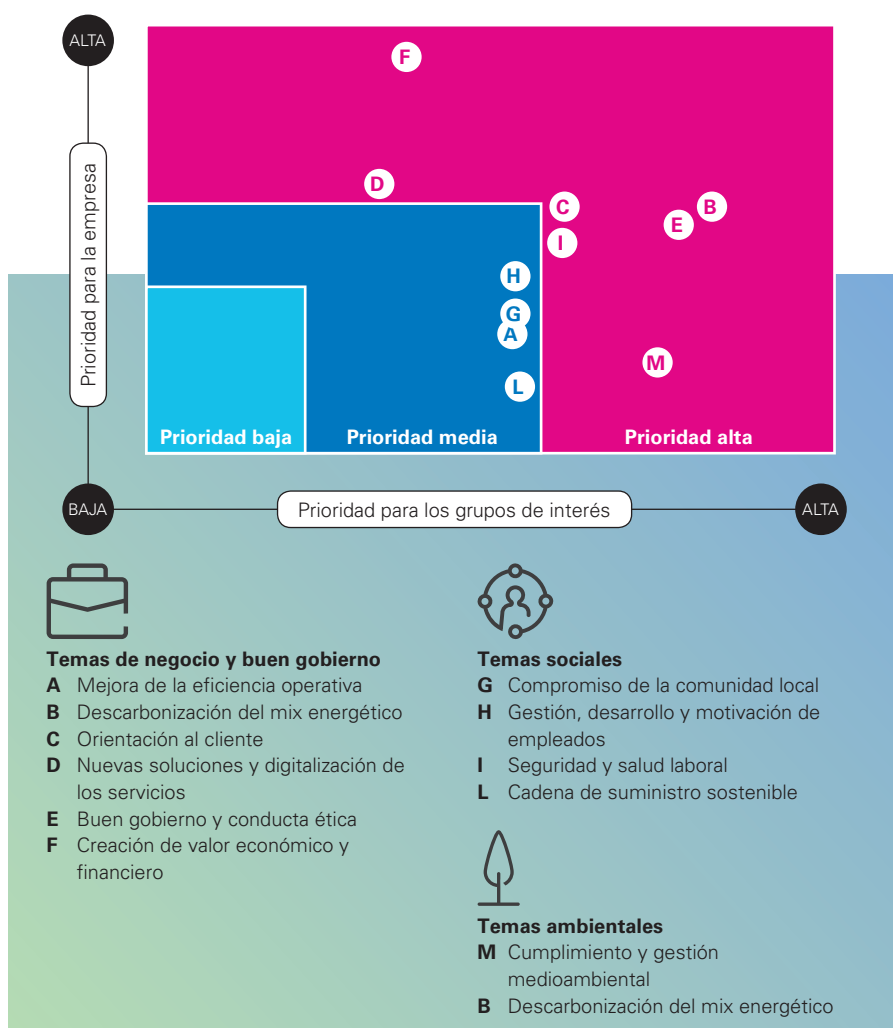 ALTA
Prioridad para la empresa
F
D
C
B
E
I
H
G
A
M
L
Prioridad baja
Prioridad media
Prioridad alta
BAJA
Prioridad para los grupos de interés
ALTA
Temas de negocio y buen gobierno
A Mejora de la eficiencia operativa
B Descarbonización del mix energético
C Orientación al cliente
D Nuevas soluciones y digitalización de
los servicios
E Buen gobierno y conducta ética
F Creación de valor económico y
financiero
Temas sociales
G Compromiso de la comunidad local
H Gestión, desarrollo y motivación de
empleados
I Seguridad y salud laboral
L Cadena de suministro sostenible
Temas ambientales
M Cumplimiento y gestión
medioambiental
B Descarbonización del mix energético